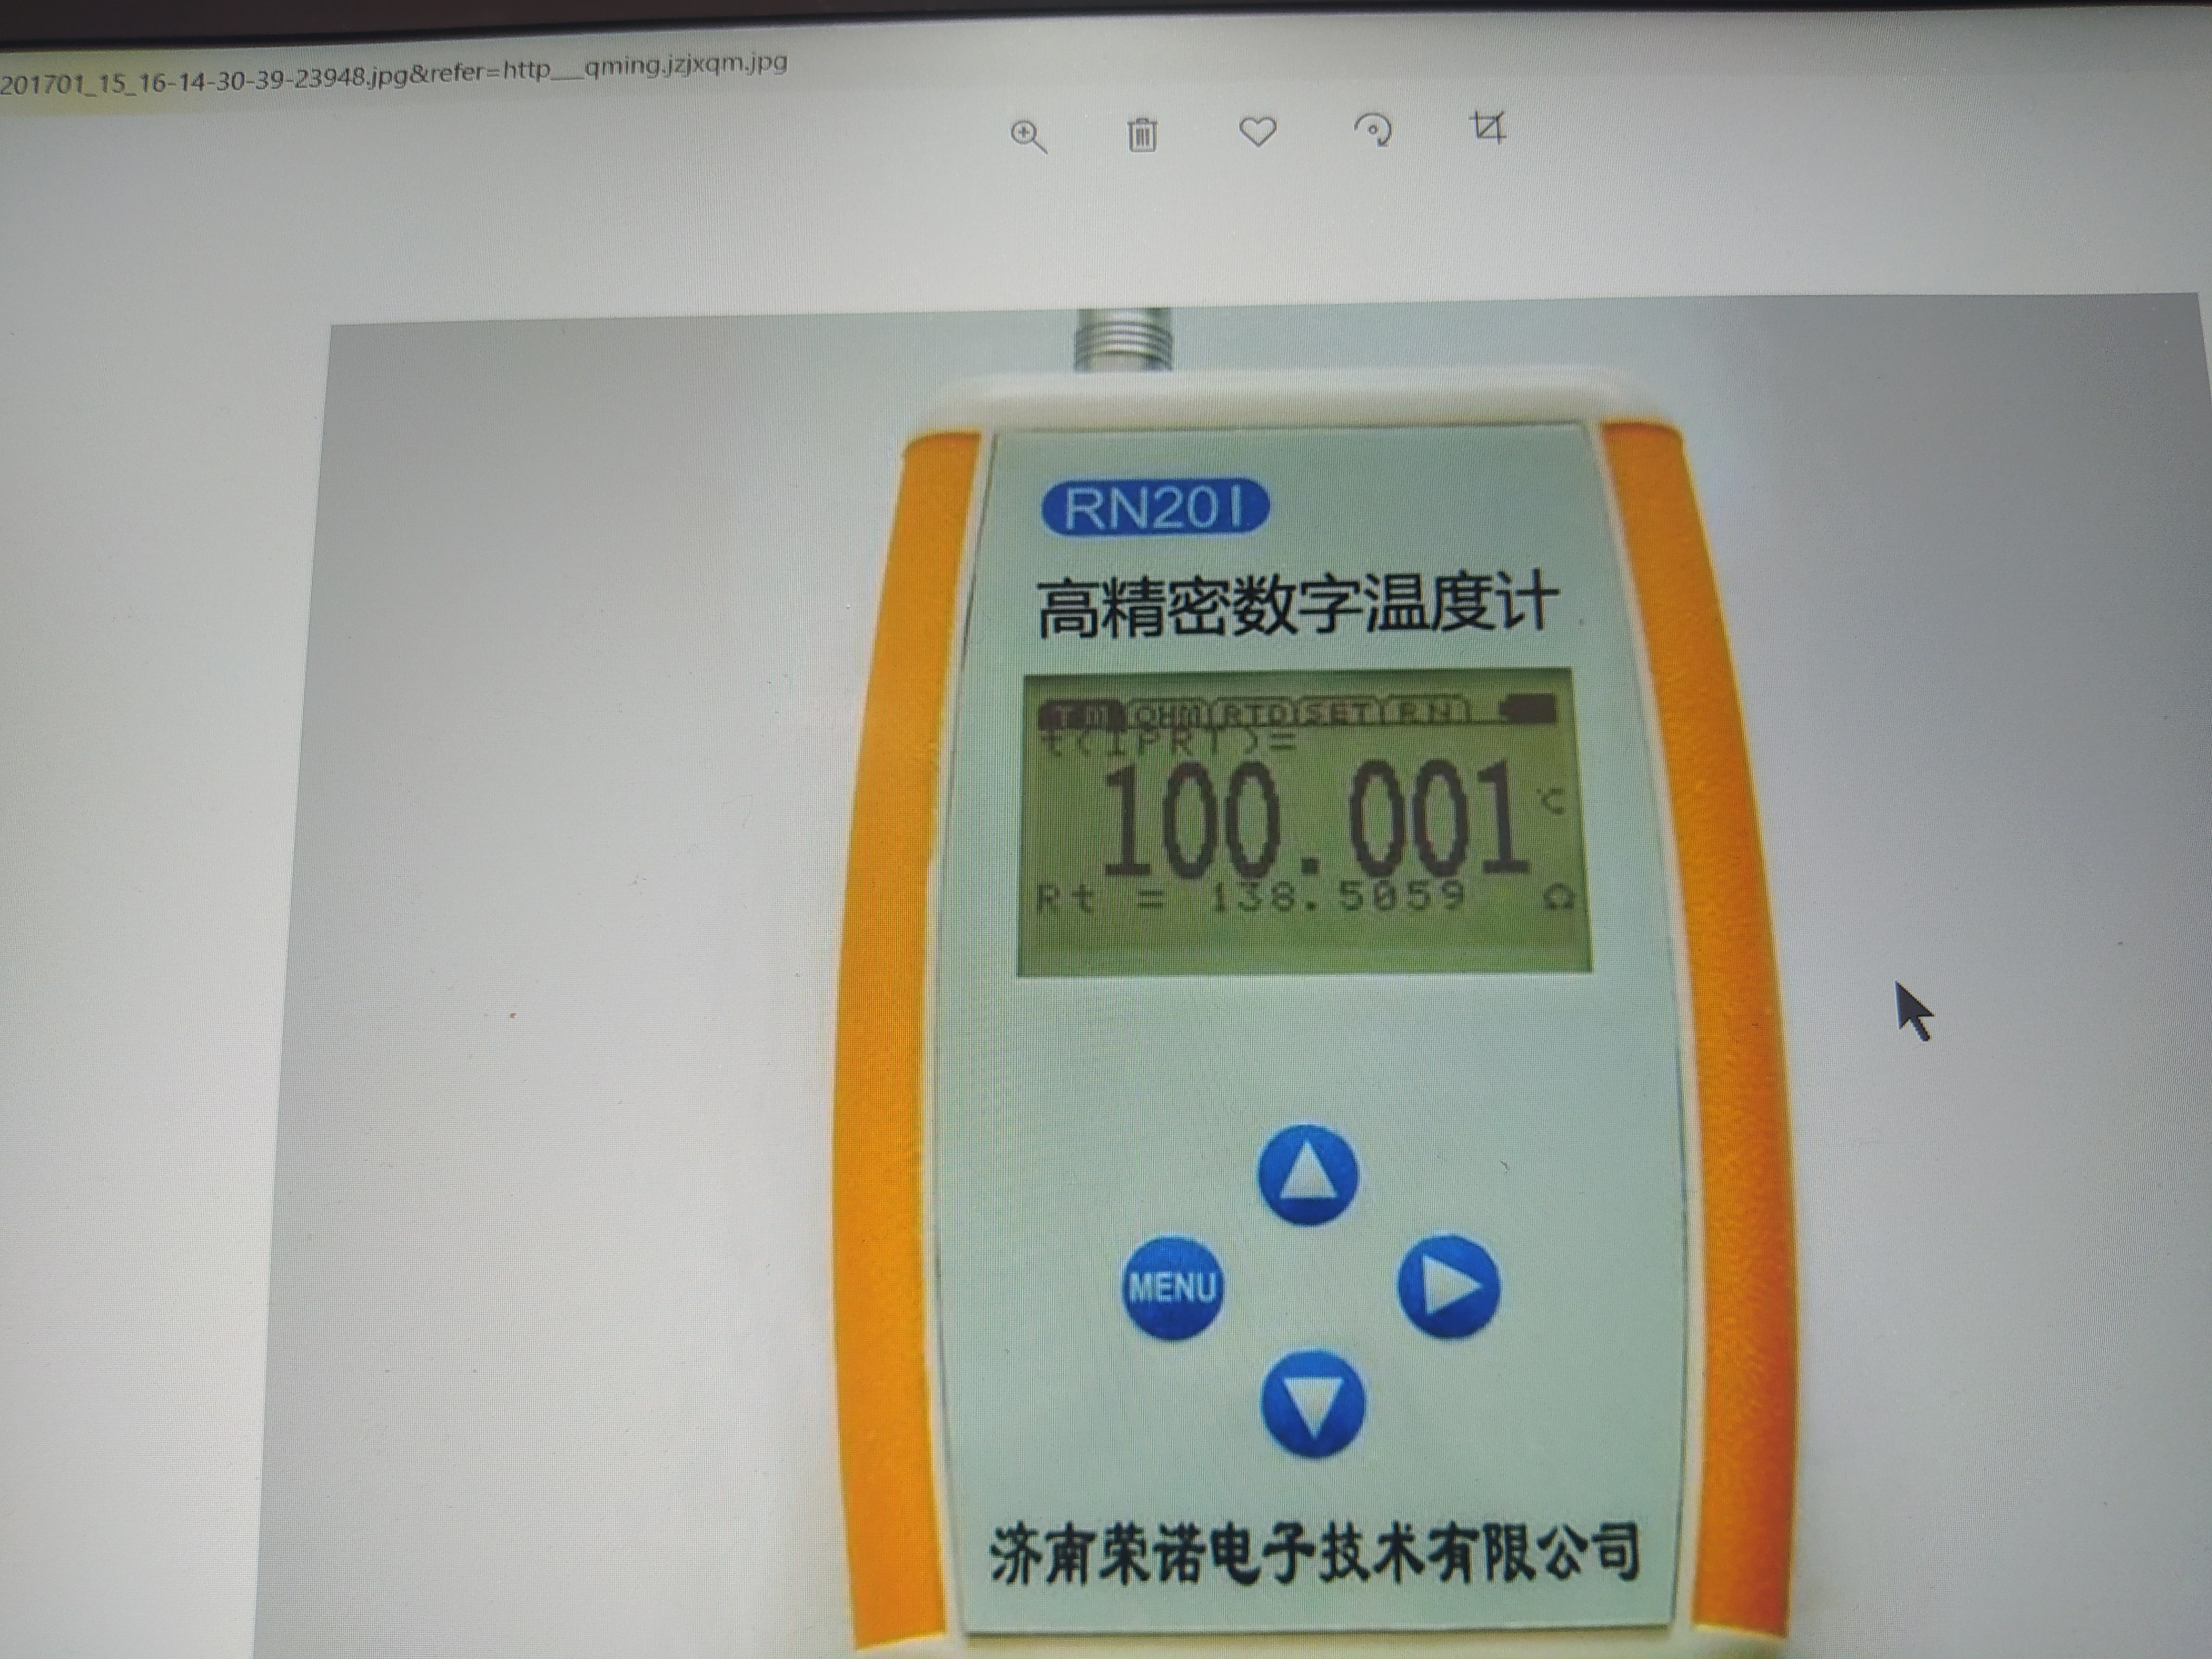 201701_15_16-14-30-39-23948.jpg&refer=http__qming.jzjxqm.jpg
RN201
高精密数字温度计
TM OHM RTD SET RN
t(IPRT)=
100.001 ℃
Rt = 138.5059 Ω
MENU
济南荣诺电子技术有限公司